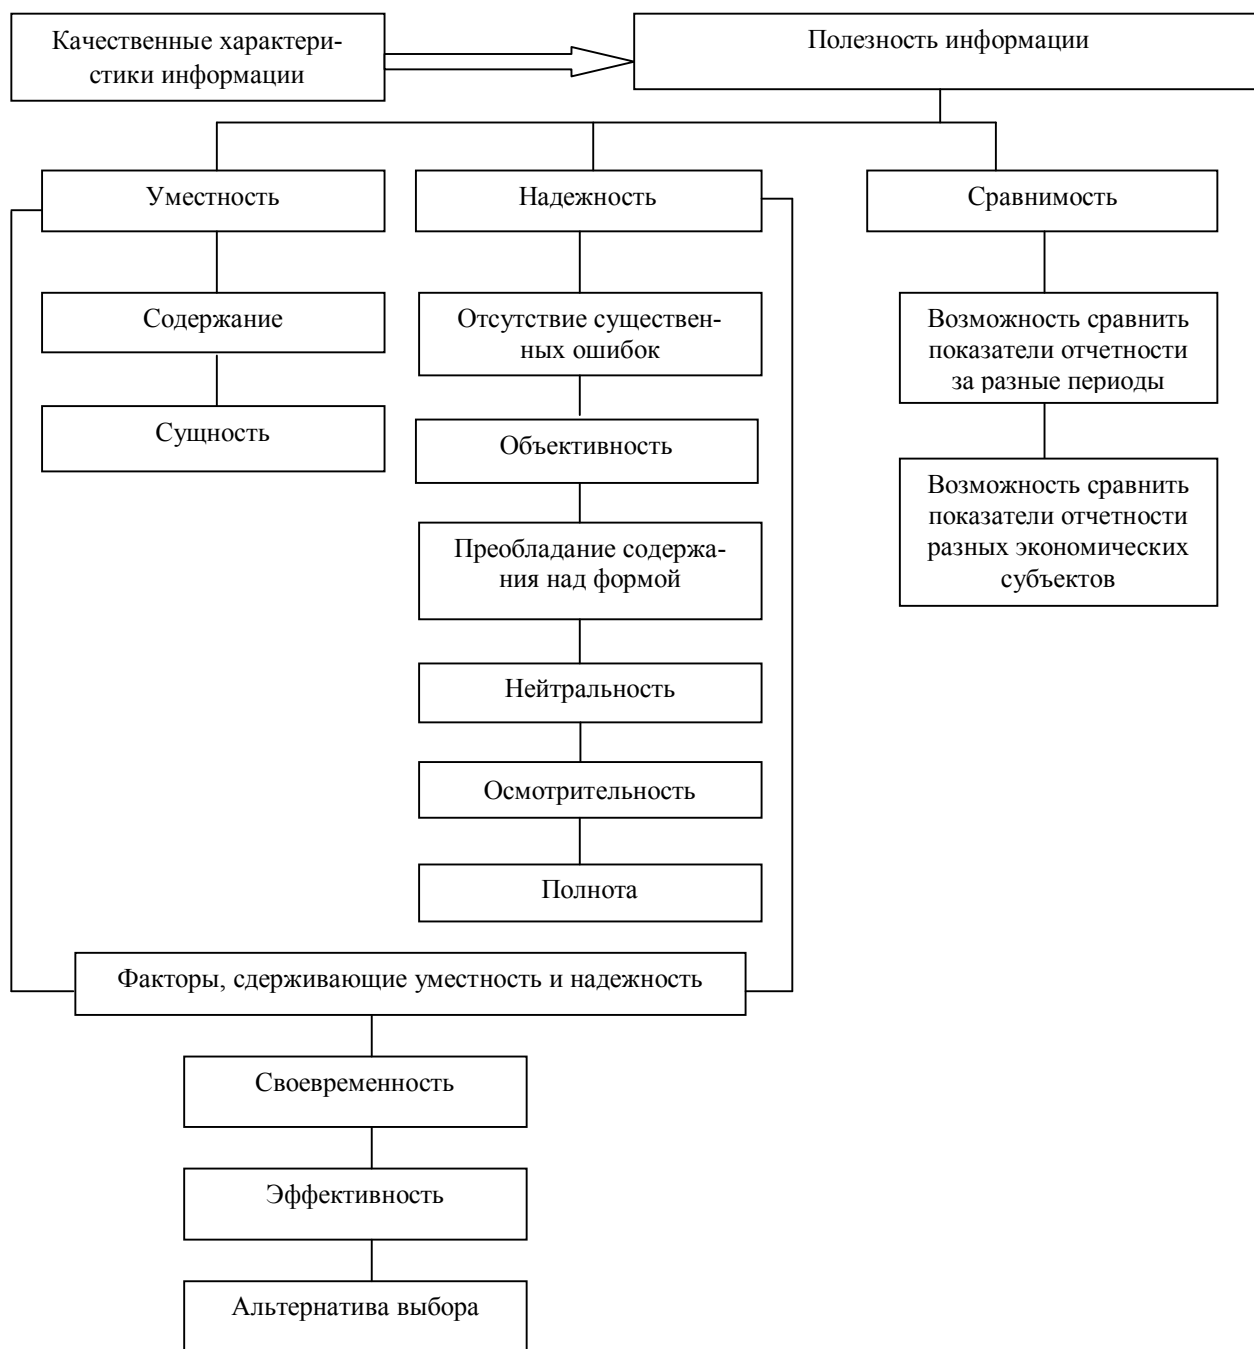 Качественные характери-
стики информации
Полезность информации
Уместность
Надежность
Сравнимость
Содержание
Сущность
Отсутствие существен-
ных ошибок
Объективность
Преобладание содержа-
ния над формой
Нейтральность
Осмотрительность
Полнота
Возможность сравнить
показатели отчетности
за разные периоды
Возможность сравнить
показатели отчетности
разных экономических
субъектов
Факторы, сдерживающие уместность и надежность
Своевременность
Эффективность
Альтернатива выбора